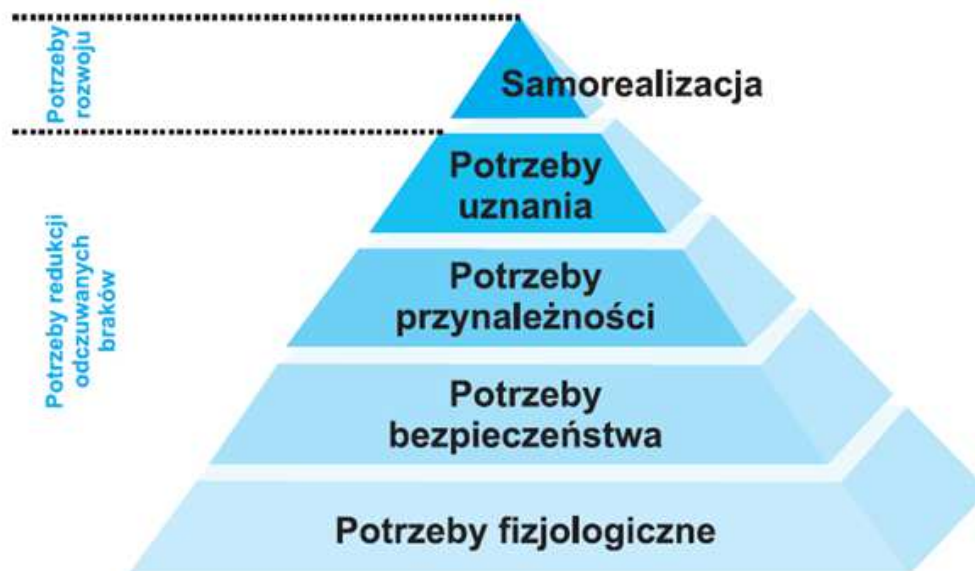 Potrzeby
rozwoju
Samorealizacja
Potrzeby
uznania
Potrzeby redukcji
odczuwanych
braków
Potrzeby
przynależności
Potrzeby
bezpieczeństwa
Potrzeby fizjologiczne